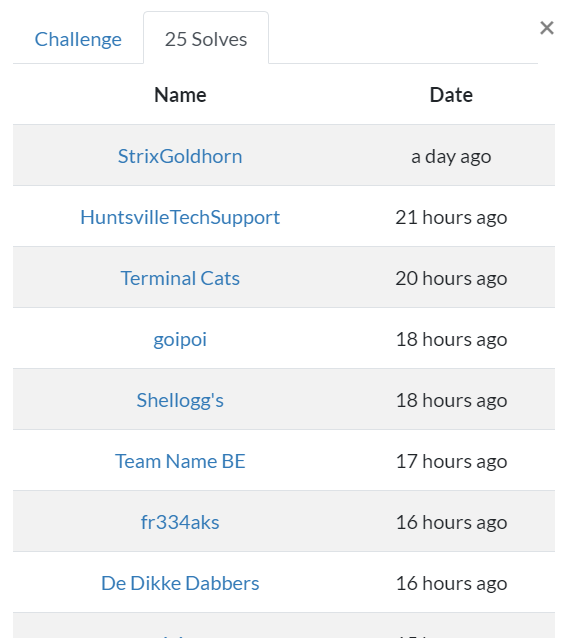 Challenge 25 Solves ×
Name Date
StrixGoldhorn a day ago
HuntsvilleTechSupport 21 hours ago
Terminal Cats 20 hours ago
goipoi 18 hours ago
Shellogg's 18 hours ago
Team Name BE 17 hours ago
fr334aks 16 hours ago
De Dikke Dabbers 16 hours ago